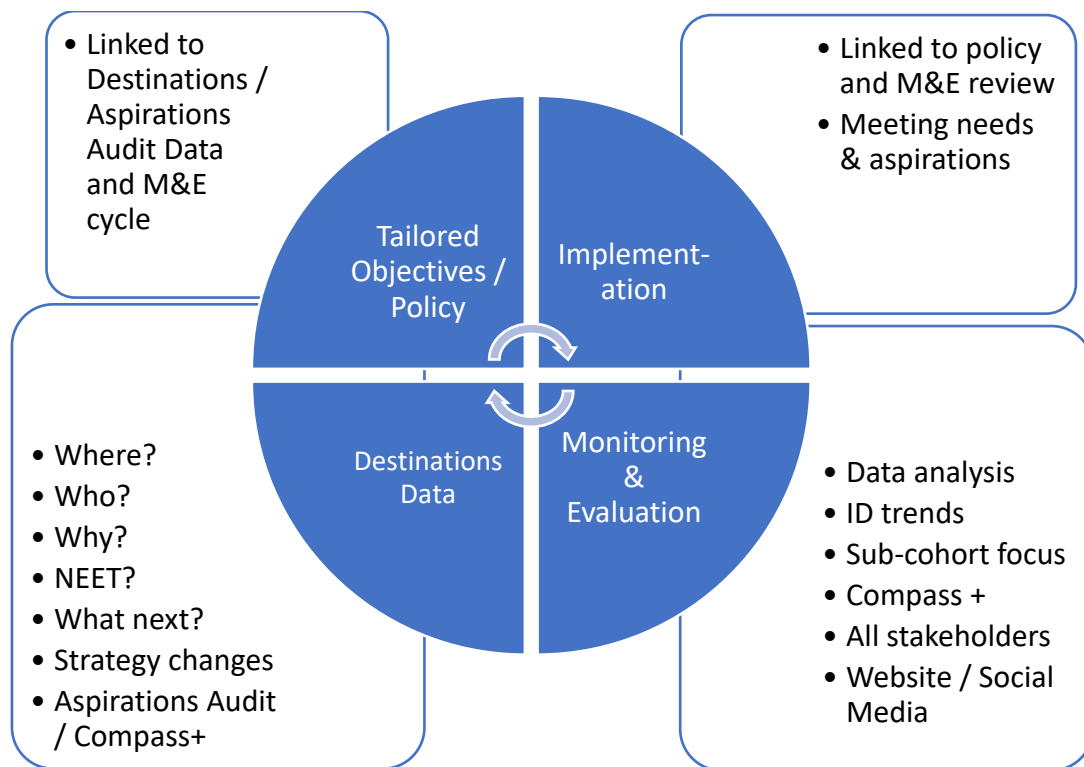 • Linked to
Destinations /
Aspirations
Audit Data
and M&E
cycle
• Linked to policy
and M&E review
• Meeting needs
& aspirations
Tailored
Objectives /
Policy
Implement-
ation
Destinations
Data
Monitoring
&
Evaluation
• Where?
• Who?
• Why?
• NEET?
• What next?
• Strategy changes
• Aspirations Audit
/ Compass+
• Data analysis
• ID trends
• Sub-cohort focus
• Compass +
• All stakeholders
• Website / Social
Media